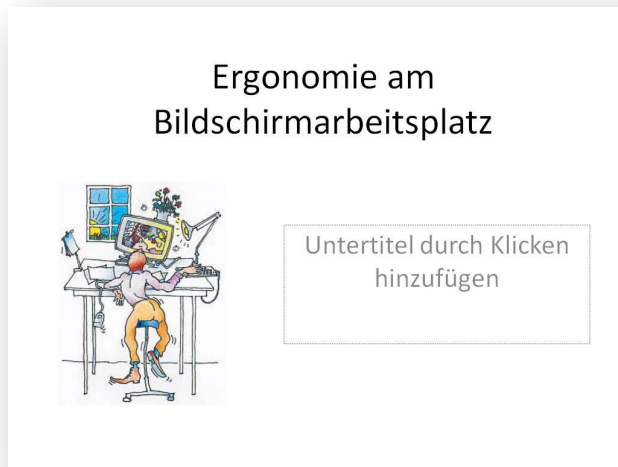 Ergonomie am
Bildschirmarbeitsplatz
Untertitel durch Klicken
hinzufügen